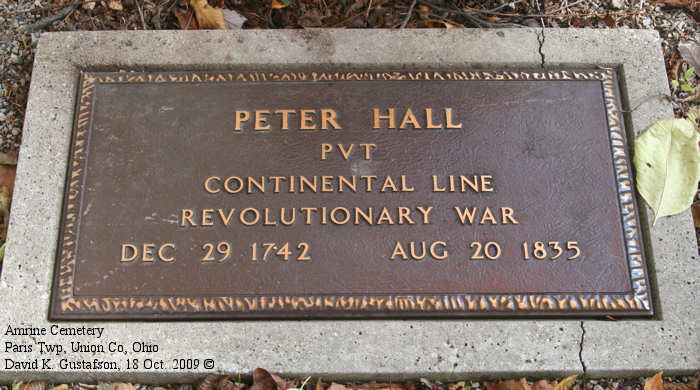 PETER HALL
PVT
CONTINENTAL LINE
REVOLUTIONARY WAR
DEC 29 1742 AUG 20 1835
Amrine Cemetery
Paris Twp, Union Co, Ohio
David K. Gustafson, 18 Oct. 2009 ©